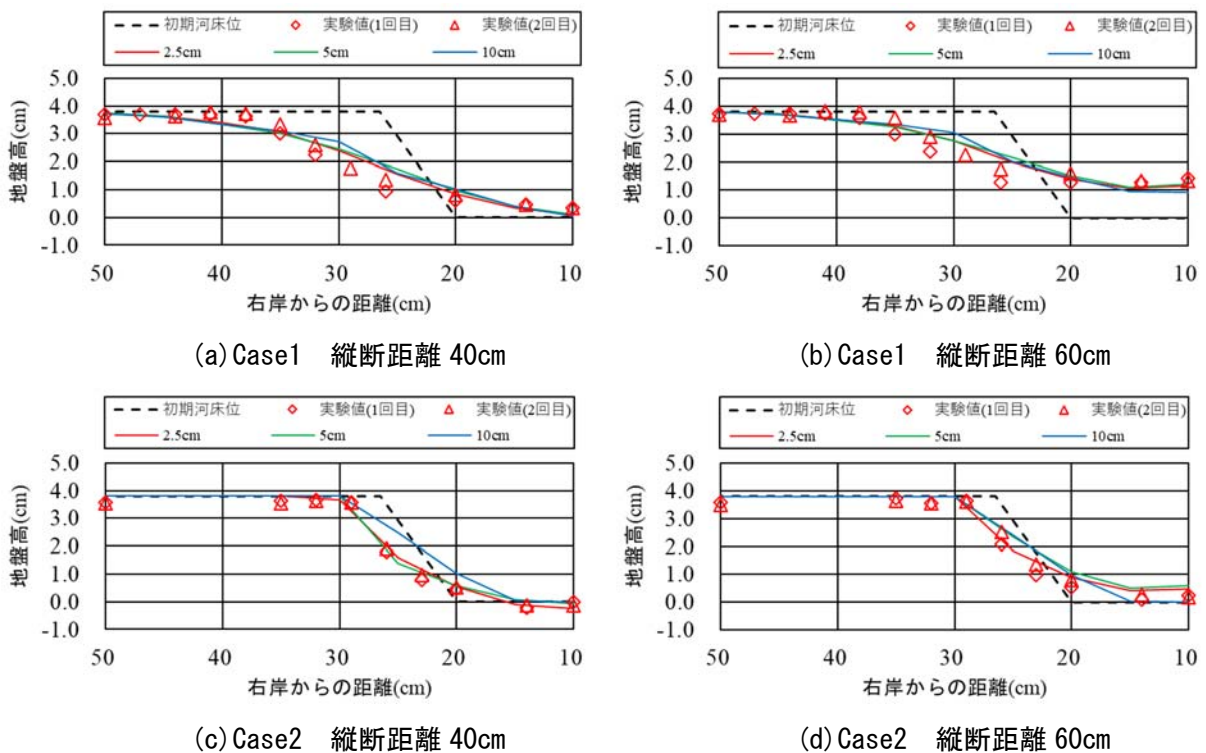 初期河床位 実験値(1回目) 実験値(2回目)
2.5cm 5cm 10cm
地盤高(cm)
5.0
4.0
3.0
2.0
1.0
0.0
-1.0
50 40 30 20 10
右岸からの距離(cm)
(a)Case1 縦断距離 40cm
初期河床位 実験値(1回目) 実験値(2回目)
2.5cm 5cm 10cm
地盤高(cm)
5.0
4.0
3.0
2.0
1.0
0.0
-1.0
50 40 30 20 10
右岸からの距離(cm)
(b)Case1 縦断距離 60cm
初期河床位 実験値(1回目) 実験値(2回目)
2.5cm 5cm 10cm
地盤高(cm)
5.0
4.0
3.0
2.0
1.0
0.0
-1.0
50 40 30 20 10
右岸からの距離(cm)
(c)Case2 縦断距離 40cm
初期河床位 実験値(1回目) 実験値(2回目)
2.5cm 5cm 10cm
地盤高(cm)
5.0
4.0
3.0
2.0
1.0
0.0
-1.0
50 40 30 20 10
右岸からの距離(cm)
(d)Case2 縦断距離 60cm